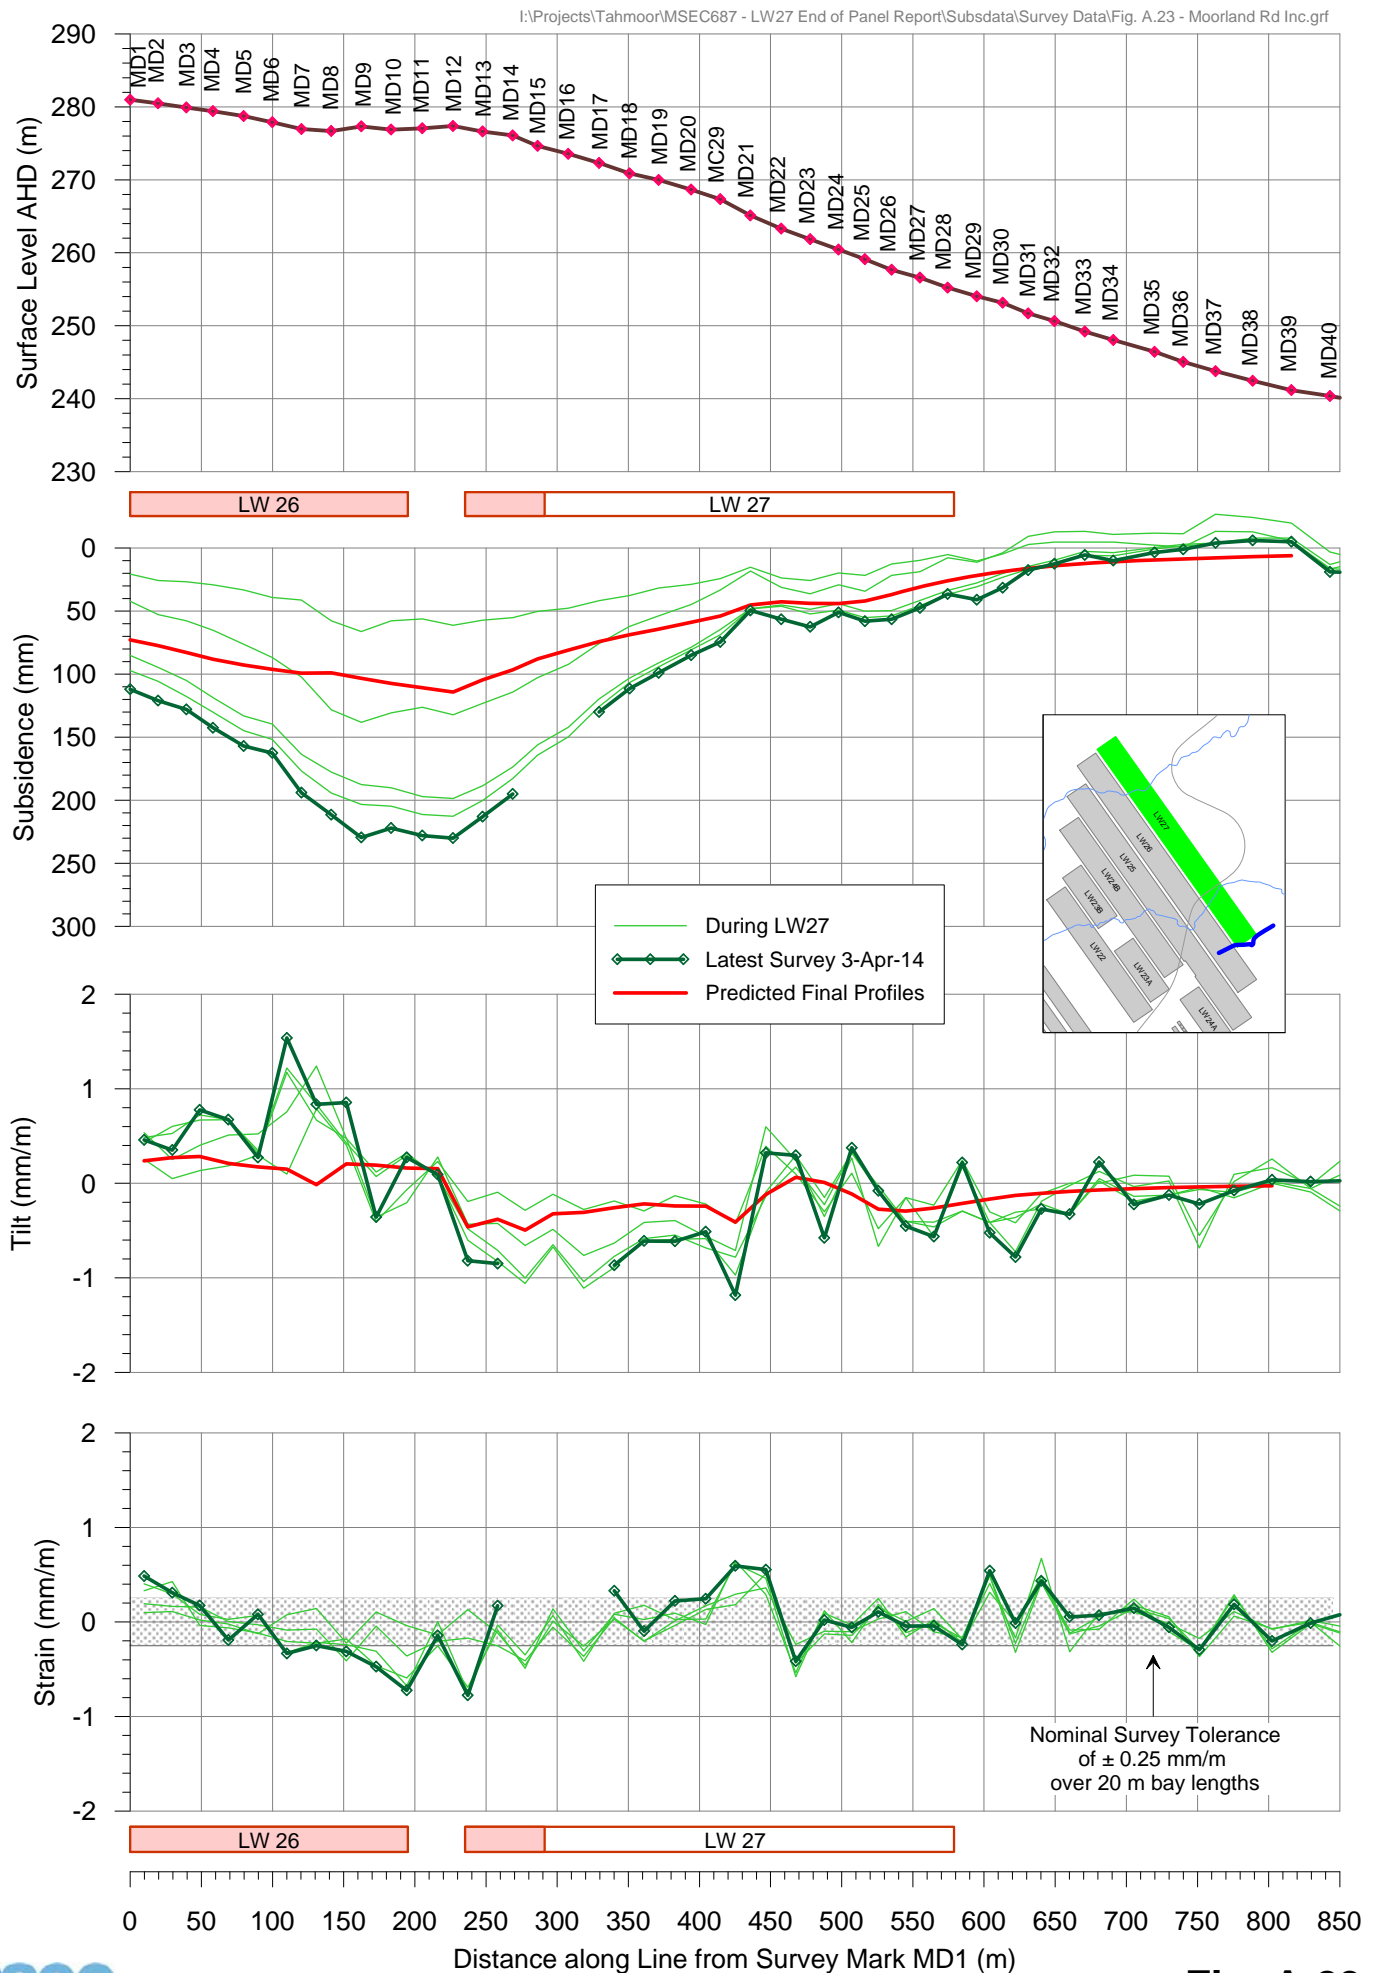 I:\Projects\Tahmoor\MSEC687 - LW27 End of Panel Report\Subsdata\Survey Data\Fig. A.23 - Moorland Rd Inc.grf
Surface Level AHD (m)
290
280
270
260
250
240
230
MD1
MD2
MD3
MD4
MD5
MD6
MD7
MD8
MD9
MD10
MD11
MD12
MD13
MD14
MD15
MD16
MD17
MD18
MD19
MD20
MC29
MD21
MD22
MD23
MD24
MD25
MD26
MD27
MD28
MD29
MD30
MD31
MD32
MD33
MD34
MD35
MD36
MD37
MD38
MD39
MD40
LW 26
LW 27
Subsidence (mm)
0
50
100
150
200
250
300
During LW27
Latest Survey 3-Apr-14
Predicted Final Profiles
LW27
LW26
LW25
LW24B
LW23B
LW22
LW23A
LW24A
Tilt (mm/m)
2
1
0
-1
-2
Strain (mm/m)
2
1
0
-1
-2
Nominal Survey Tolerance
of ± 0.25 mm/m
over 20 m bay lengths
LW 26
LW 27
0 50 100 150 200 250 300 350 400 450 500 550 600 650 700 750 800 850
Distance along Line from Survey Mark MD1 (m)